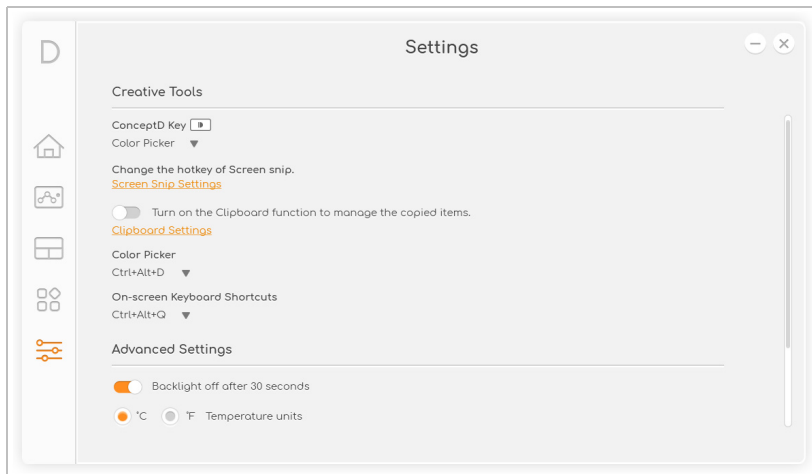 D
Settings
Creative Tools
ConceptD Key
Color Picker
Change the hotkey of Screen snip.
Screen Snip Settings
Turn on the Clipboard function to manage the copied items.
Clipboard Settings
Color Picker
Ctrl+Alt+D
On-screen Keyboard Shortcuts
Ctrl+Alt+Q
Advanced Settings
Backlight off after 30 seconds
°C °F Temperature units